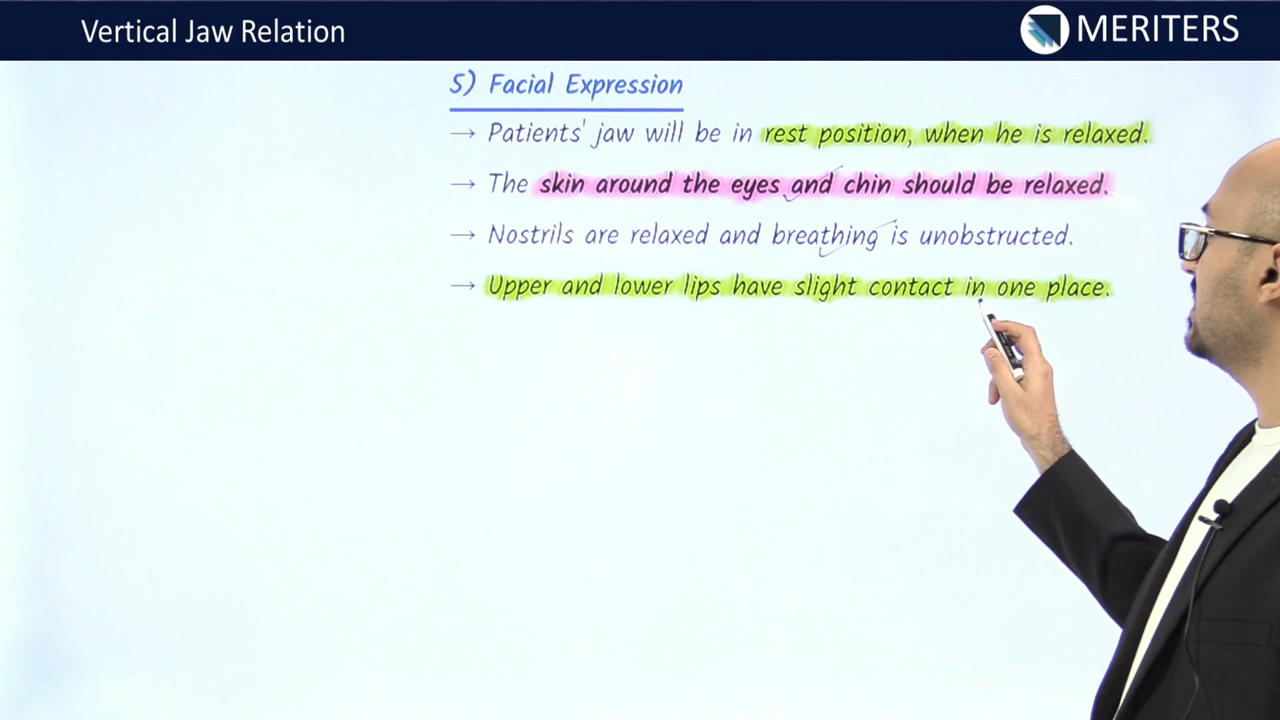 Vertical Jaw Relation
MERITERS
5) Facial Expression
→ Patients' jaw will be in rest position, when he is relaxed.
→ The skin around the eyes and chin should be relaxed.
→ Nostrils are relaxed and breathing is unobstructed.
→ Upper and lower lips have slight contact in one place.